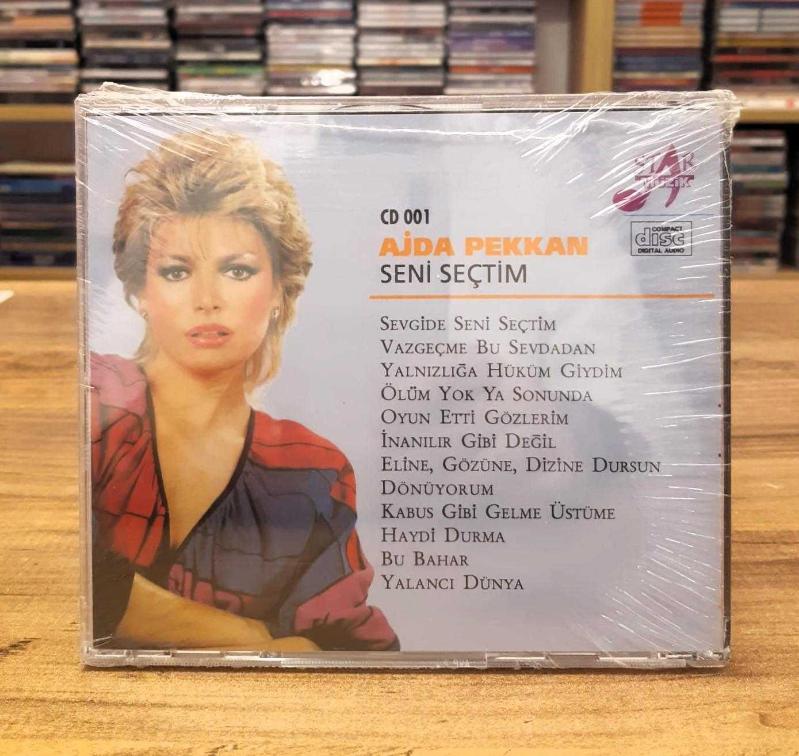 STAR
MÜZİK
CD 001
COMPACT
disc
DIGITAL AUDIO
AJDA PEKKAN
SENİ SEÇTİM
SEVGİDE SENİ SEÇTİM
VAZGEÇME BU SEVDADAN
YALNIZLIĞA HÜKÜM GİYDİM
ÖLÜM YOK YA SONUNDA
OYUN ETTİ GÖZLERİM
İNANILIR GİBİ DEĞİL
ELİNE, GÖZÜNE, DİZİNE DURSUN
DÖNÜYORUM
KABUS GİBİ GELME ÜSTÜME
HAYDİ DURMA
BU BAHAR
YALANCI DÜNYA